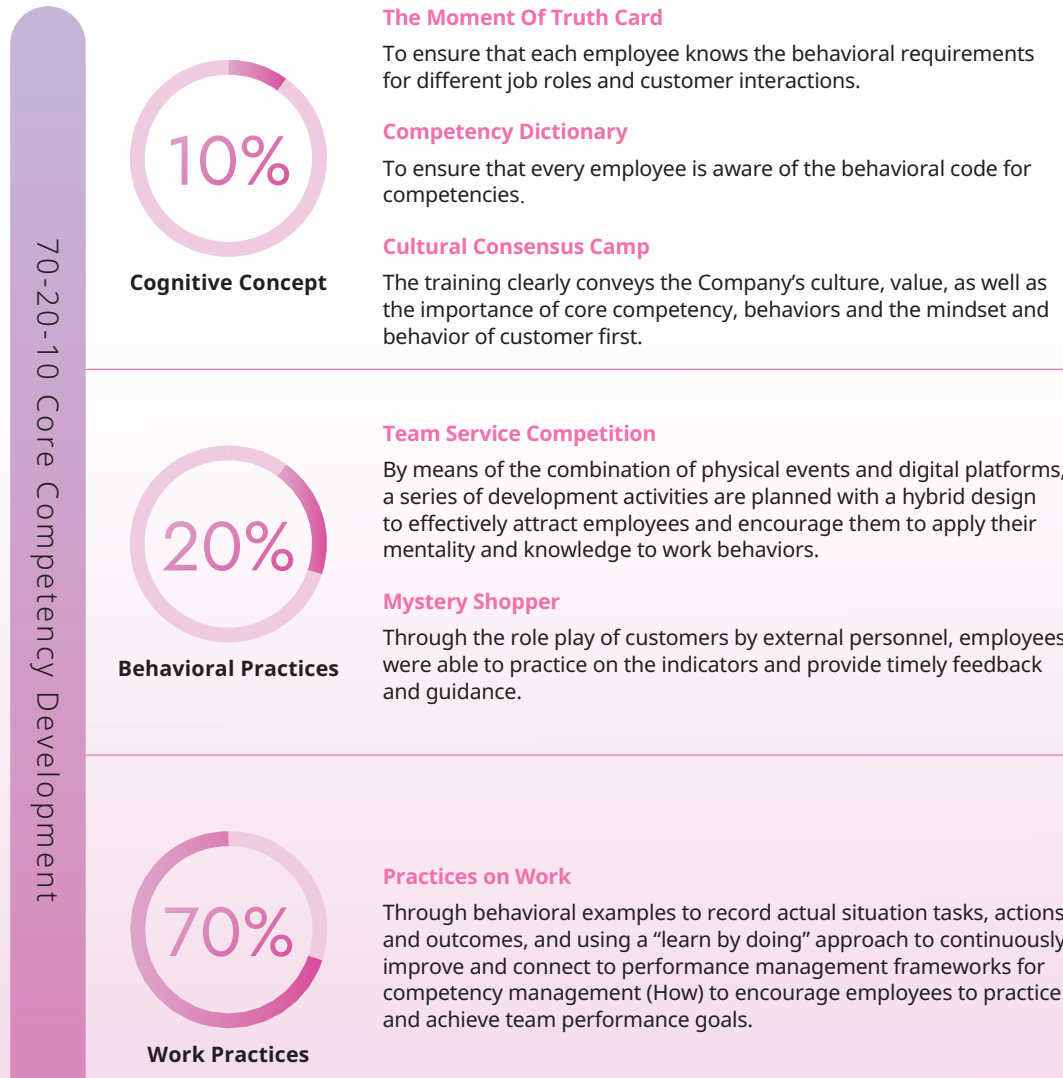 70-20-10 Core Competency Development
10%
Cognitive Concept
The Moment Of Truth Card
To ensure that each employee knows the behavioral requirements
for different job roles and customer interactions.
Competency Dictionary
To ensure that every employee is aware of the behavioral code for
competencies.
Cultural Consensus Camp
The training clearly conveys the Company’s culture, value, as well as
the importance of core competency, behaviors and the mindset and
behavior of customer first.
20%
Behavioral Practices
Team Service Competition
By means of the combination of physical events and digital platforms,
a series of development activities are planned with a hybrid design
to effectively attract employees and encourage them to apply their
mentality and knowledge to work behaviors.
Mystery Shopper
Through the role play of customers by external personnel, employees
were able to practice on the indicators and provide timely feedback
and guidance.
70%
Work Practices
Practices on Work
Through behavioral examples to record actual situation tasks, actions
and outcomes, and using a “learn by doing” approach to continuously
improve and connect to performance management frameworks for
competency management (How) to encourage employees to practice
and achieve team performance goals.